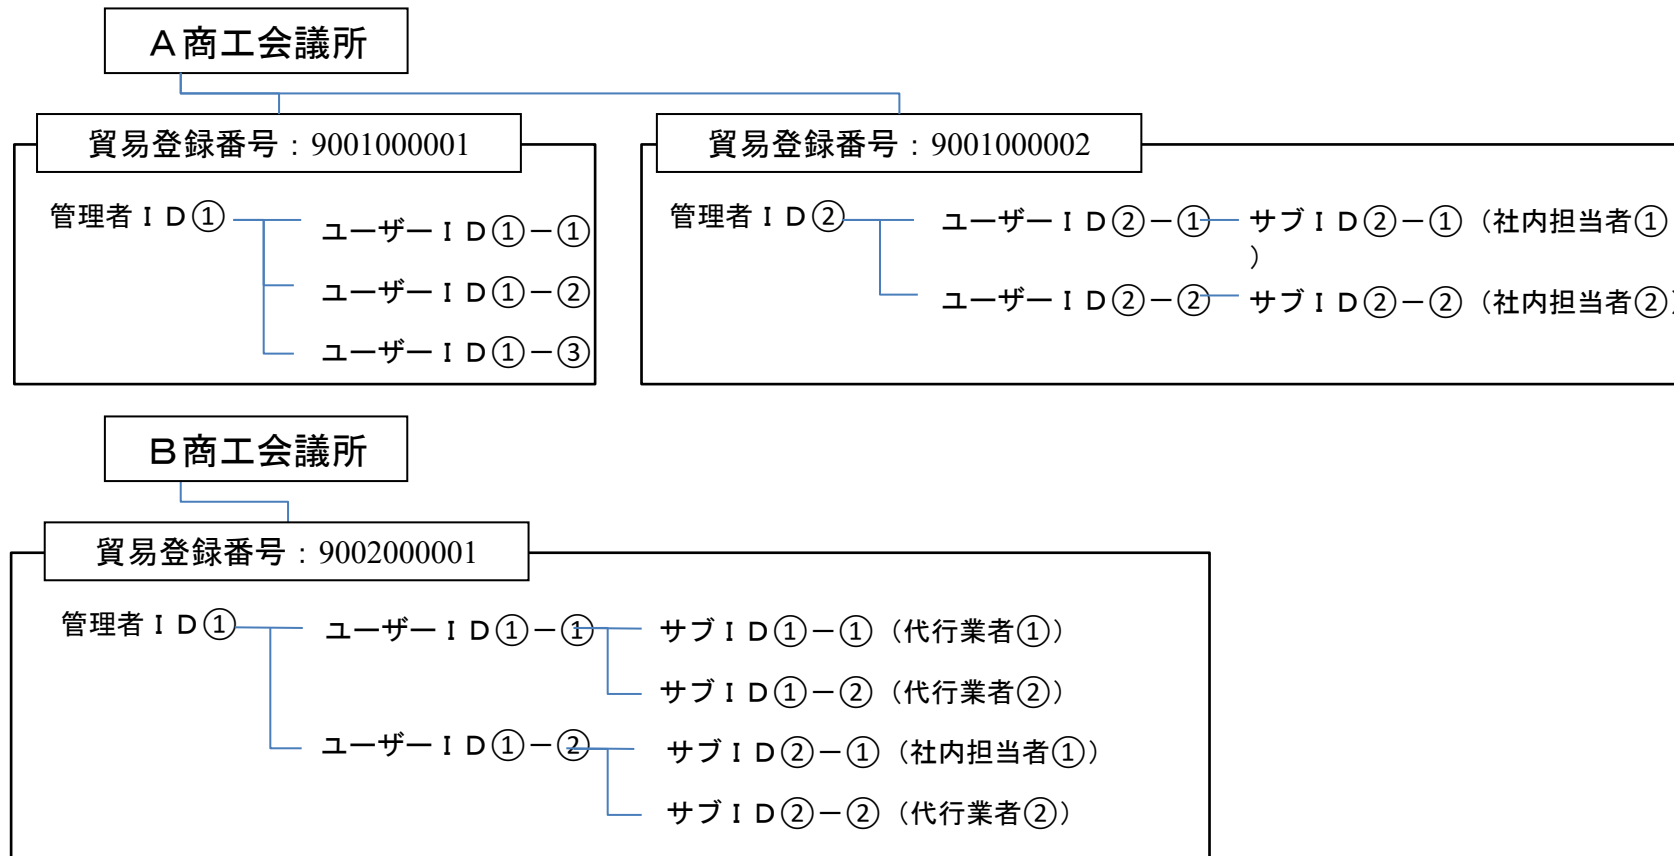 A商工会議所
貿易登録番号：9001000001
管理者ＩＤ①
ユーザーＩＤ①－①
ユーザーＩＤ①－②
ユーザーＩＤ①－③
貿易登録番号：9001000002
管理者ＩＤ②
ユーザーＩＤ②－①
サブＩＤ②－①（社内担当者①
）
ユーザーＩＤ②－②
サブＩＤ②－②（社内担当者②）
B商工会議所
貿易登録番号：9002000001
管理者ＩＤ①
ユーザーＩＤ①－①
サブＩＤ①－①（代行業者①）
サブＩＤ①－②（代行業者②）
ユーザーＩＤ①－②
サブＩＤ②－①（社内担当者①）
サブＩＤ②－②（代行業者②）